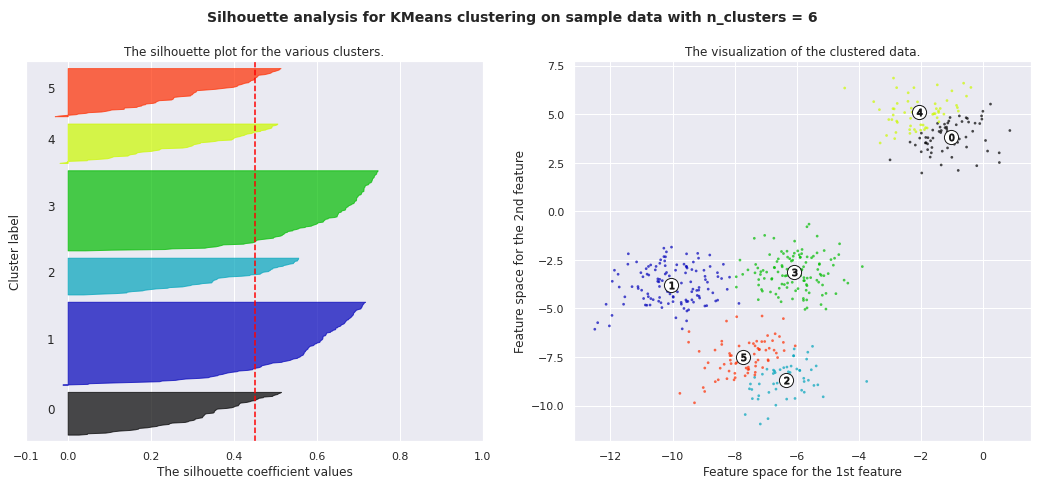 Silhouette analysis for KMeans clustering on sample data with n_clusters = 6
The silhouette plot for the various clusters.
Cluster label
5
4
3
2
1
0
−0.1 0.0 0.2 0.4 0.6 0.8 1.0
The silhouette coefficient values
The visualization of the clustered data.
Feature space for the 2nd feature
7.5
5.0
2.5
0.0
−2.5
−5.0
−7.5
−10.0
4
0
3
1
5
2
−12 −10 −8 −6 −4 −2 0
Feature space for the 1st feature